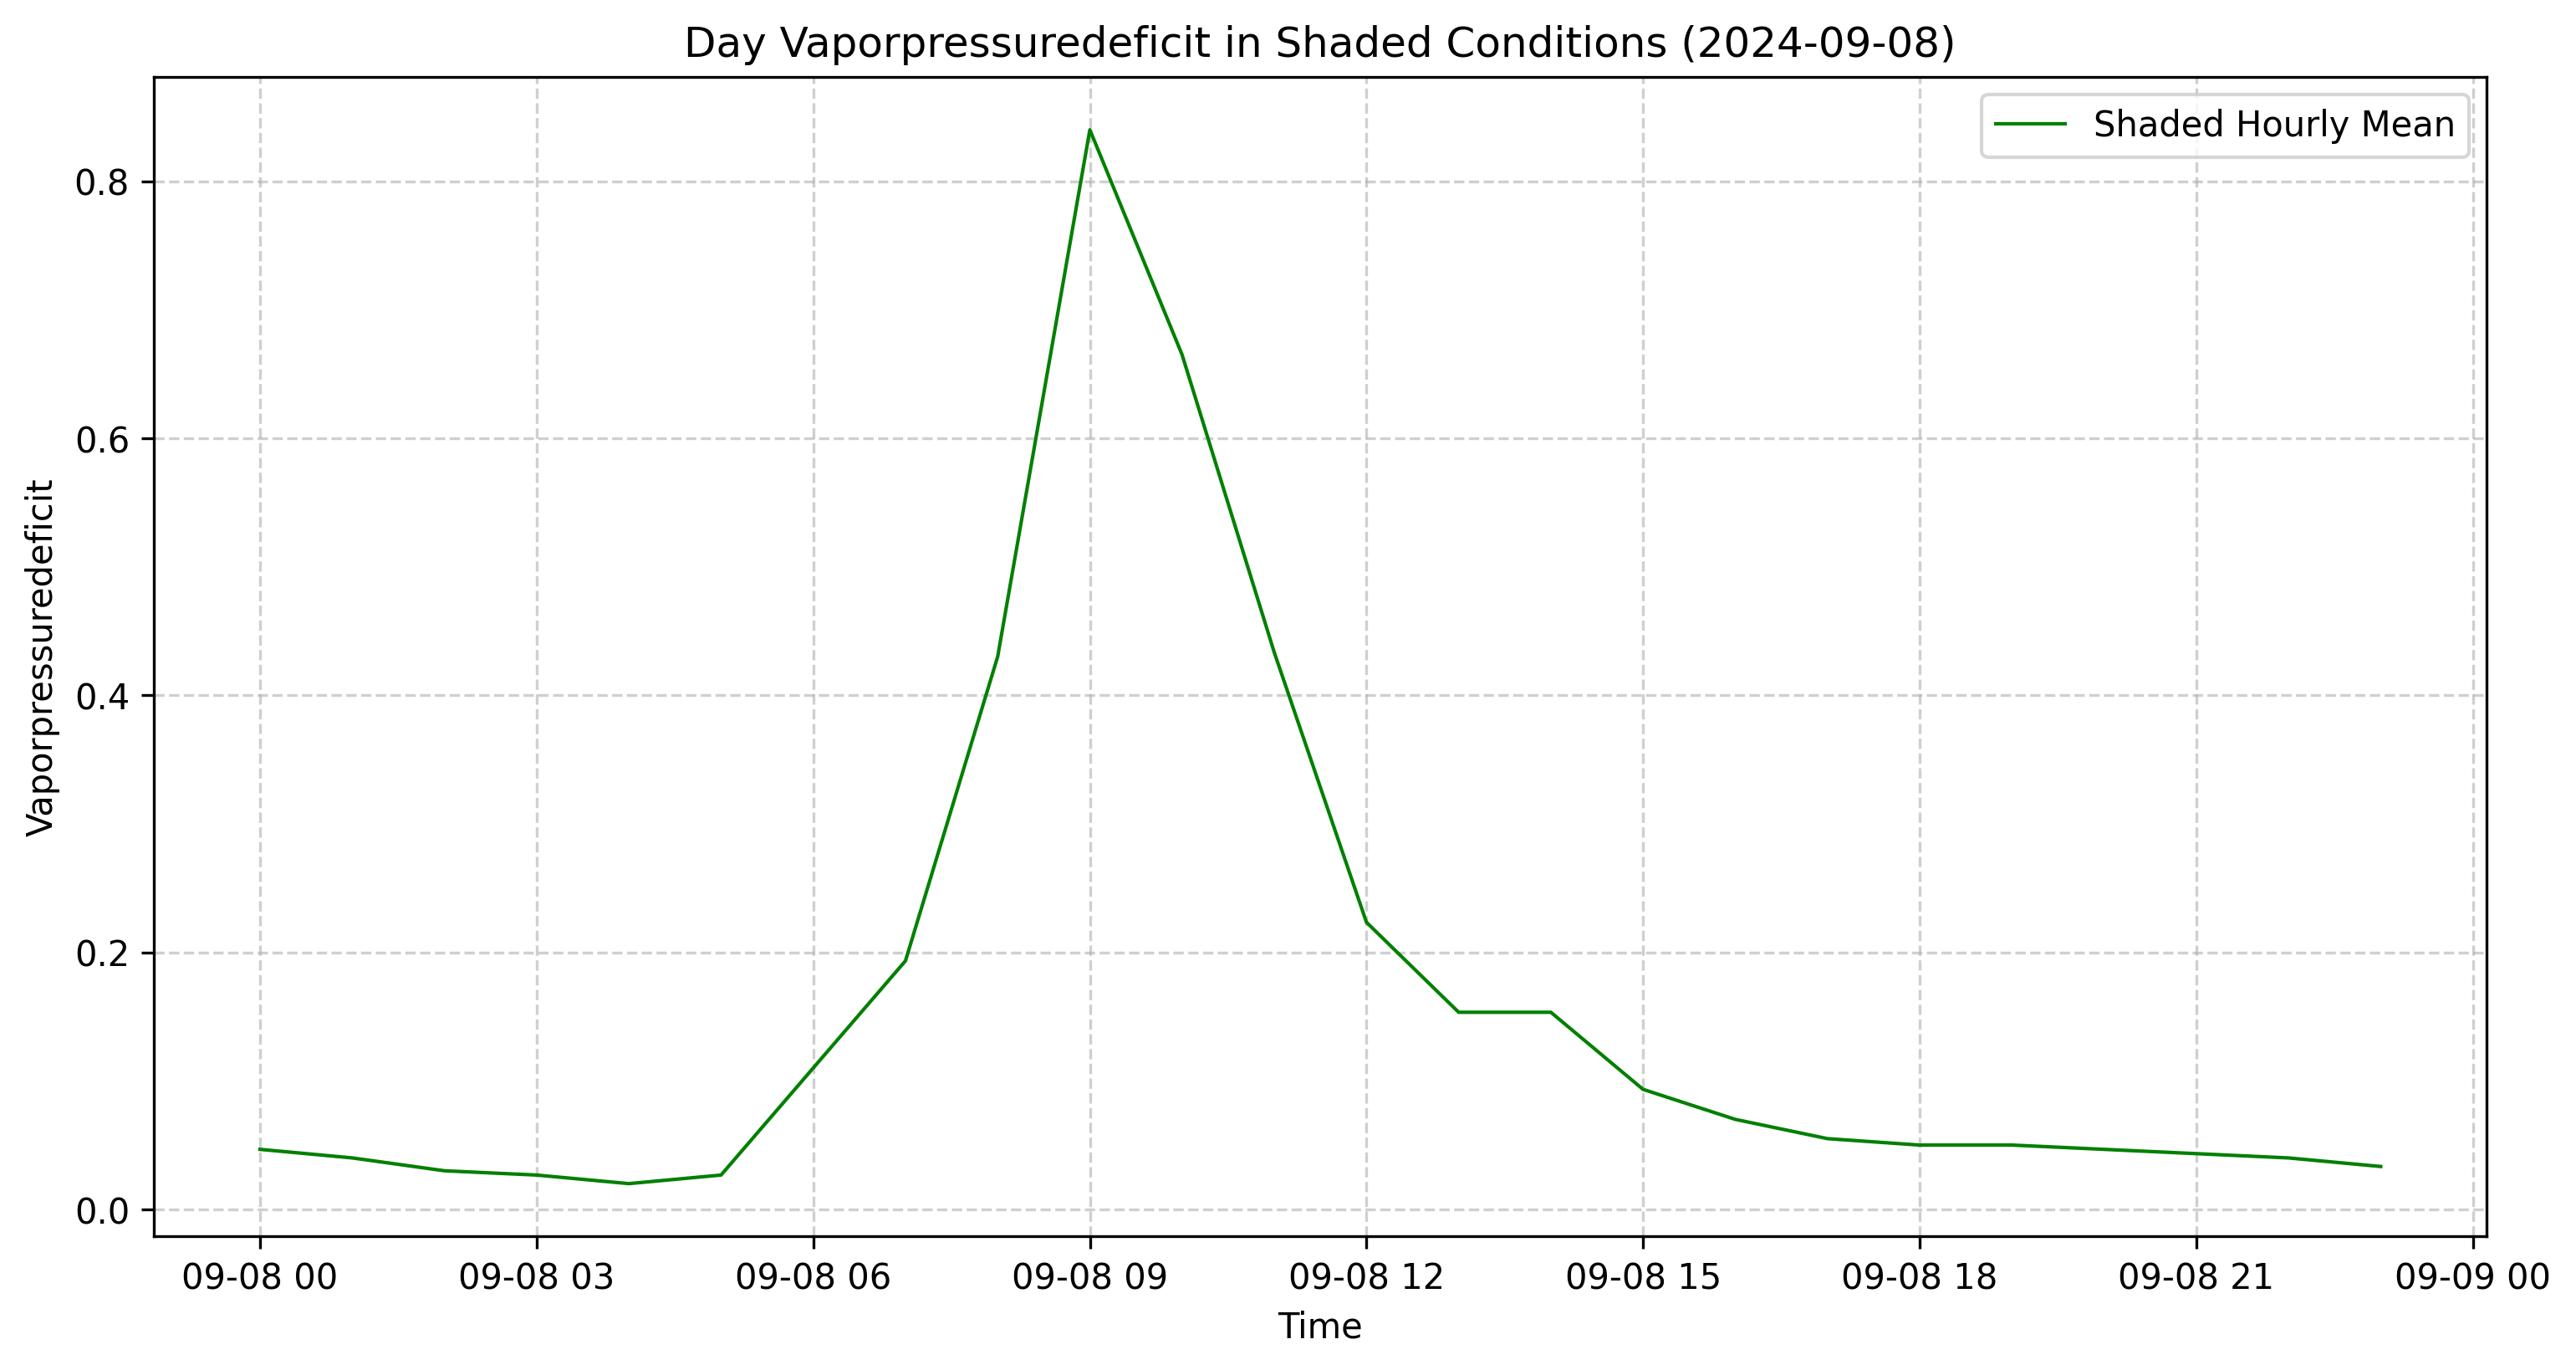 Day Vaporpressuredeficit in Shaded Conditions (2024-09-08)
Shaded Hourly Mean
Vaporpressuredeficit
0.8
0.6
0.4
0.2
0.0
09-08 00 09-08 03 09-08 06 09-08 09 09-08 12 09-08 15 09-08 18 09-08 21 09-09 00
Time